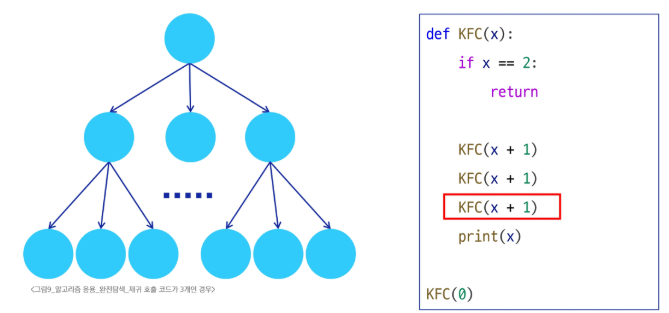 def KFC(x):
if x == 2:
return
KFC(x + 1)
KFC(x + 1)
KFC(x + 1)
print(x)
KFC(0)
<그림9_알고리즘 응용_완전탐색_재귀 호출 코드가 3개인 경우>